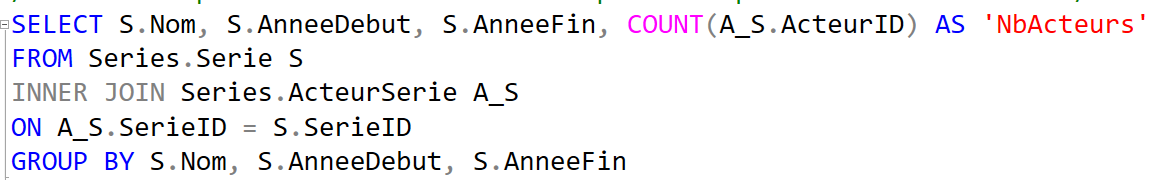 SELECT S.Nom, S.AnneeDebut, S.AnneeFin, COUNT(A_S.ActeurID) AS 'NbActeurs'
FROM Series.Serie S
INNER JOIN Series.ActeurSerie A_S
ON A_S.SerieID = S.SerieID
GROUP BY S.Nom, S.AnneeDebut, S.AnneeFin